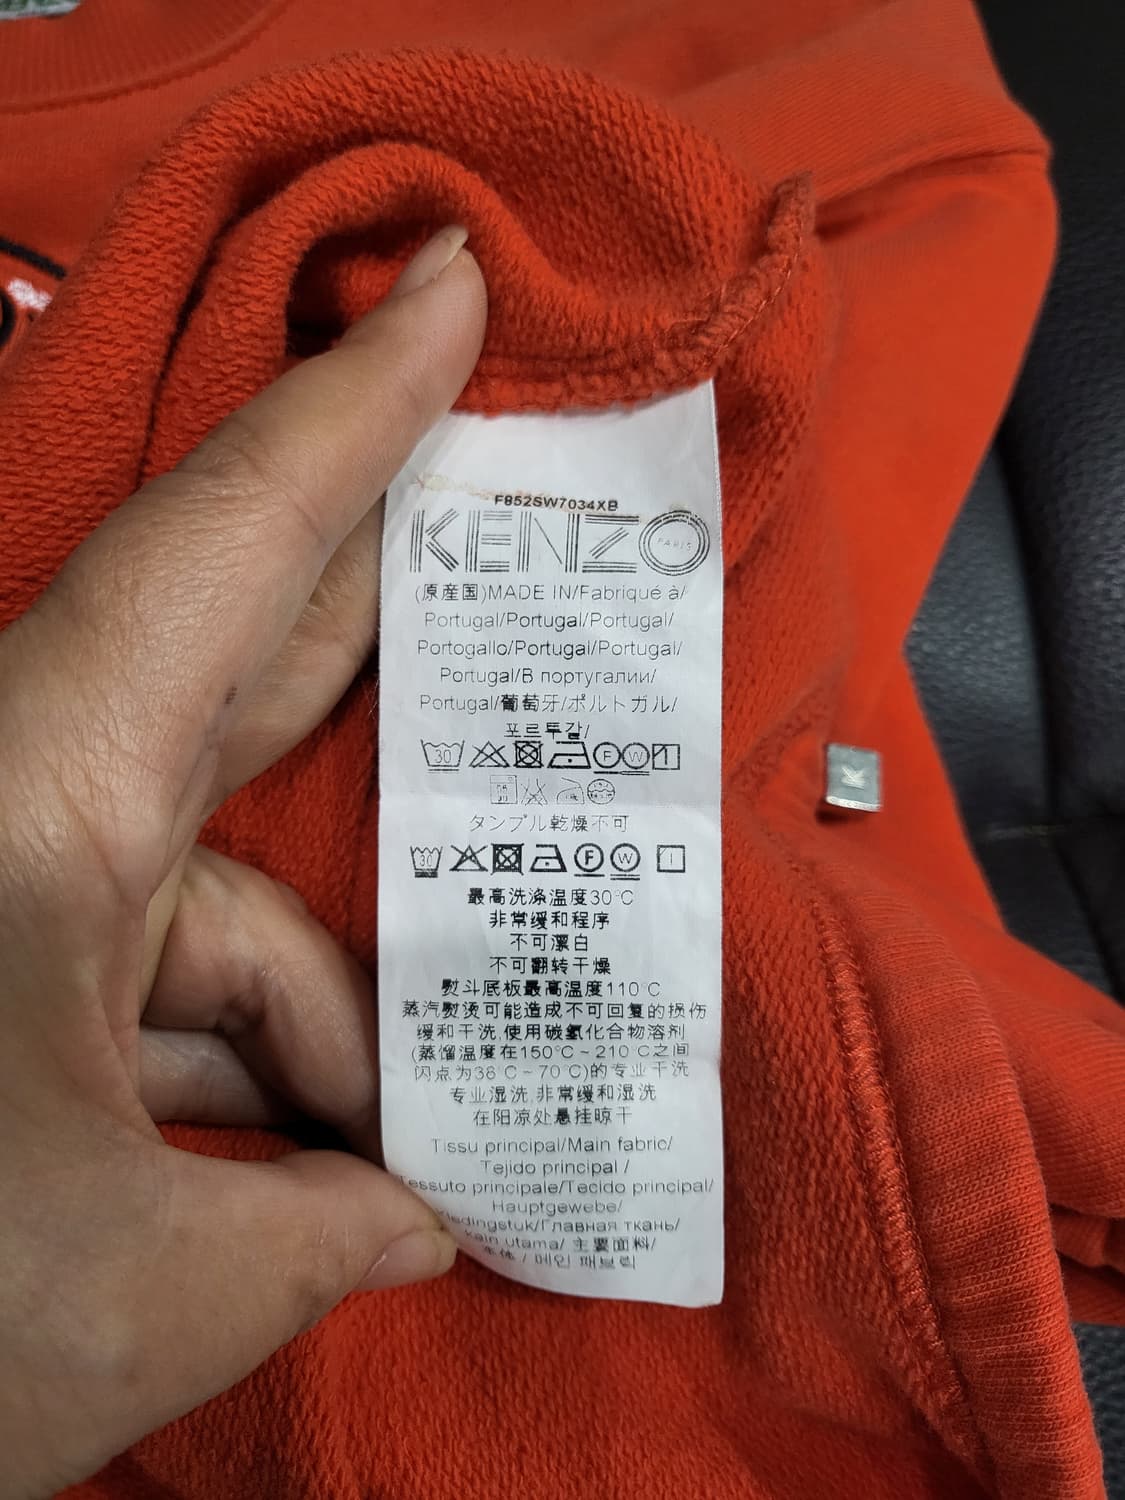 F852SW7034XB
KENZO
PARIS
(原産国)MADE IN/Fabriqué à/
Portugal/Portugal/Portugal/
Portogallo/Portugal/Portugal/
Portugal/В португалии/
Portugal/葡萄牙/ポルトガル/
포르투갈/
30 F W
タンブル乾燥不可
30 F W
最高洗涤温度30°C
非常缓和程序
不可漂白
不可翻转干燥
熨斗底板最高温度110°C
蒸汽熨烫可能造成不可回复的损伤
缓和干洗,使用碳氢化合物溶剂
(蒸馏温度在150°C~210°C之间
闪点为38°C~70°C)的专业干洗
专业湿洗,非常缓和湿洗
在阳凉处悬挂晾干
Tissu principal/Main fabric/
Tejido principal /
Tessuto principale/Tecido principal/
Hauptgewebe/
Главная ткань/
kain utama/ 主要面料/
本体 / 메인 패브릭
K